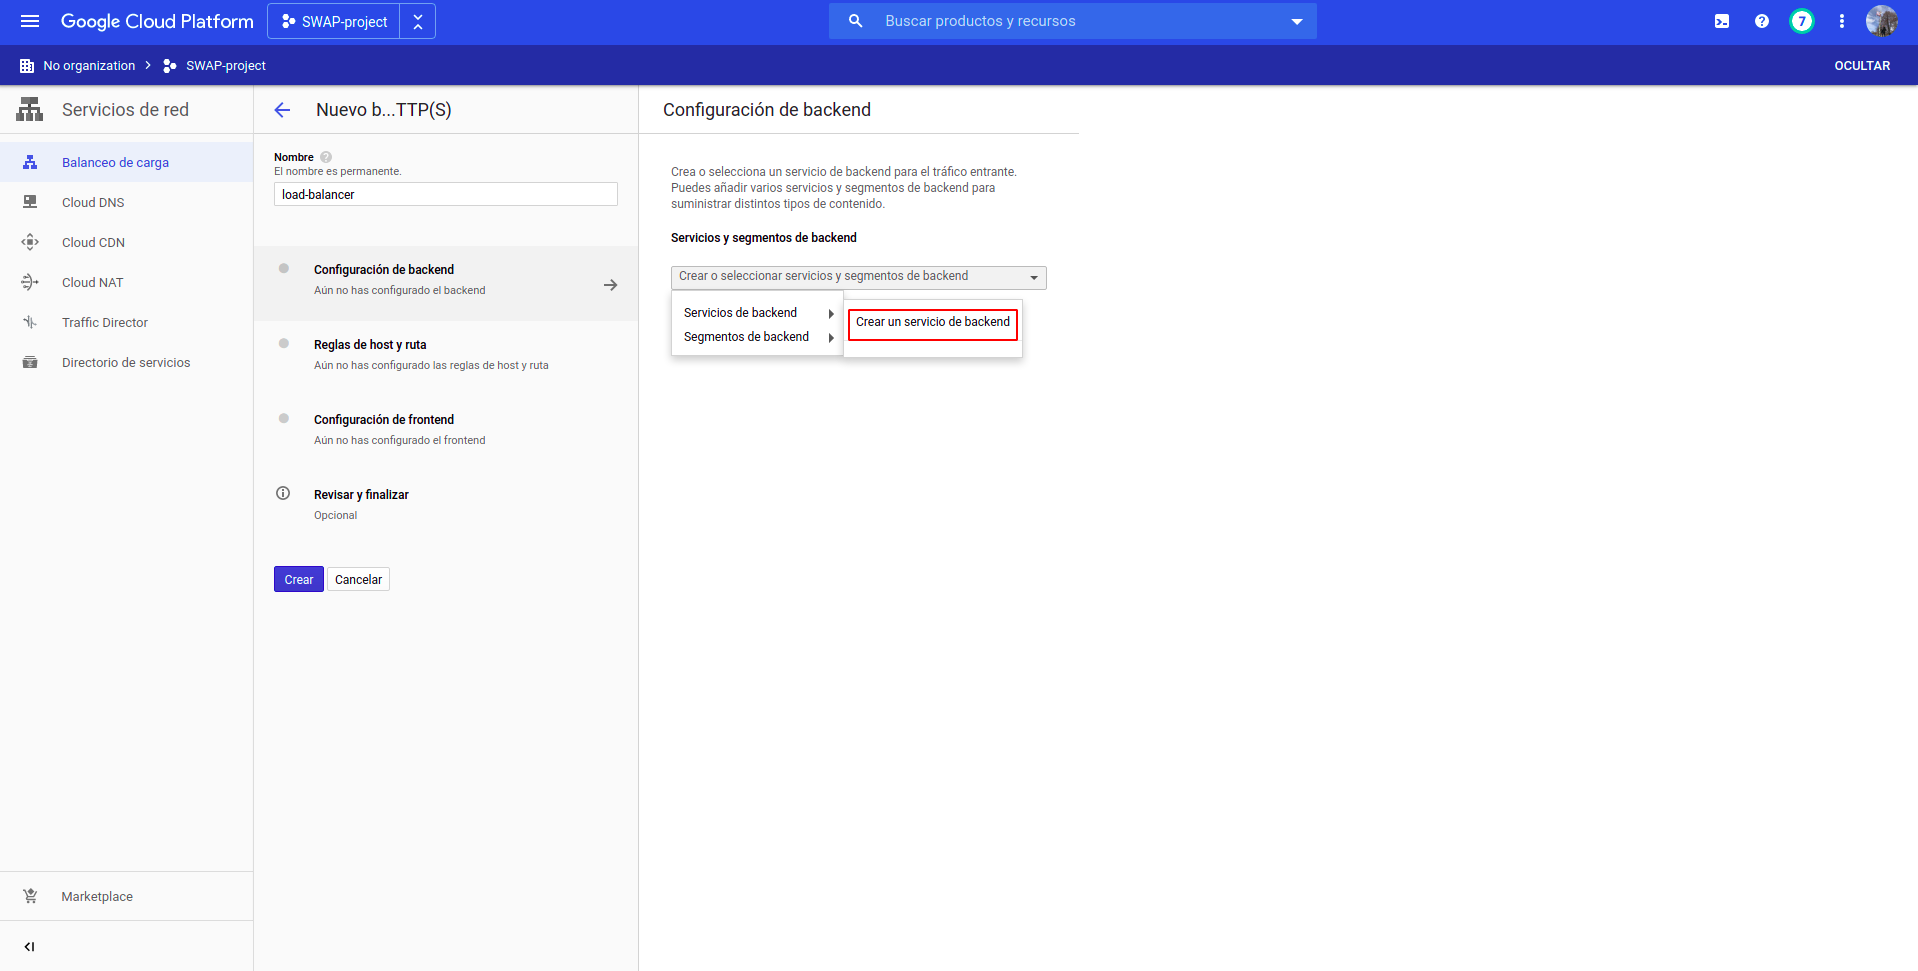 Google Cloud Platform
SWAP-project
Buscar productos y recursos
7
No organization
SWAP-project
OCULTAR
Servicios de red
Balanceo de carga
Cloud DNS
Cloud CDN
Cloud NAT
Traffic Director
Directorio de servicios
Marketplace
Nuevo b...TTP(S)
Nombre
El nombre es permanente.
load-balancer
Configuración de backend
Aún no has configurado el backend
Reglas de host y ruta
Aún no has configurado las reglas de host y ruta
Configuración de frontend
Aún no has configurado el frontend
Revisar y finalizar
Opcional
Crear
Cancelar
Configuración de backend
Crea o selecciona un servicio de backend para el tráfico entrante.
Puedes añadir varios servicios y segmentos de backend para
suministrar distintos tipos de contenido.
Servicios y segmentos de backend
Crear o seleccionar servicios y segmentos de backend
Servicios de backend
Segmentos de backend
Crear un servicio de backend